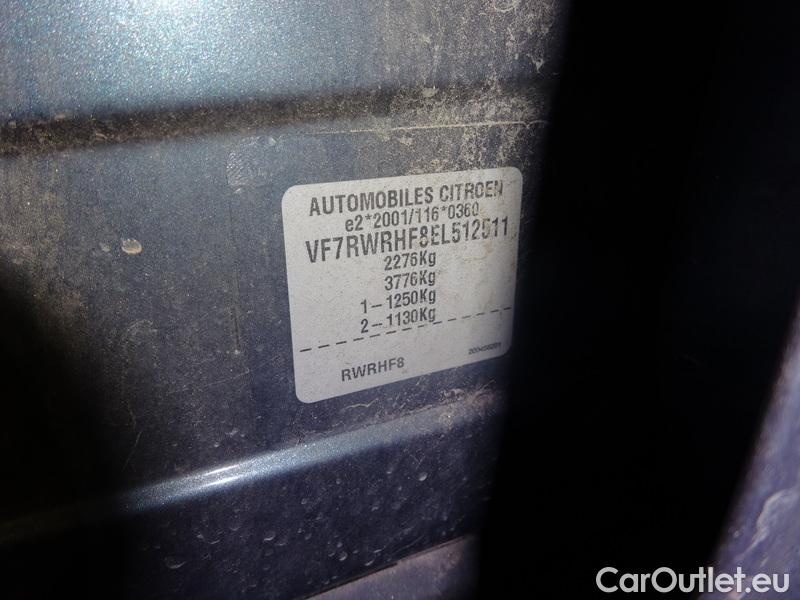 AUTOMOBILES CITROEN
e2*2001/116*0360
VF7RWRHF8EL512511
2276Kg
3776Kg
1-1250Kg
2-1130Kg
RWRHF8
CarOutlet.eu